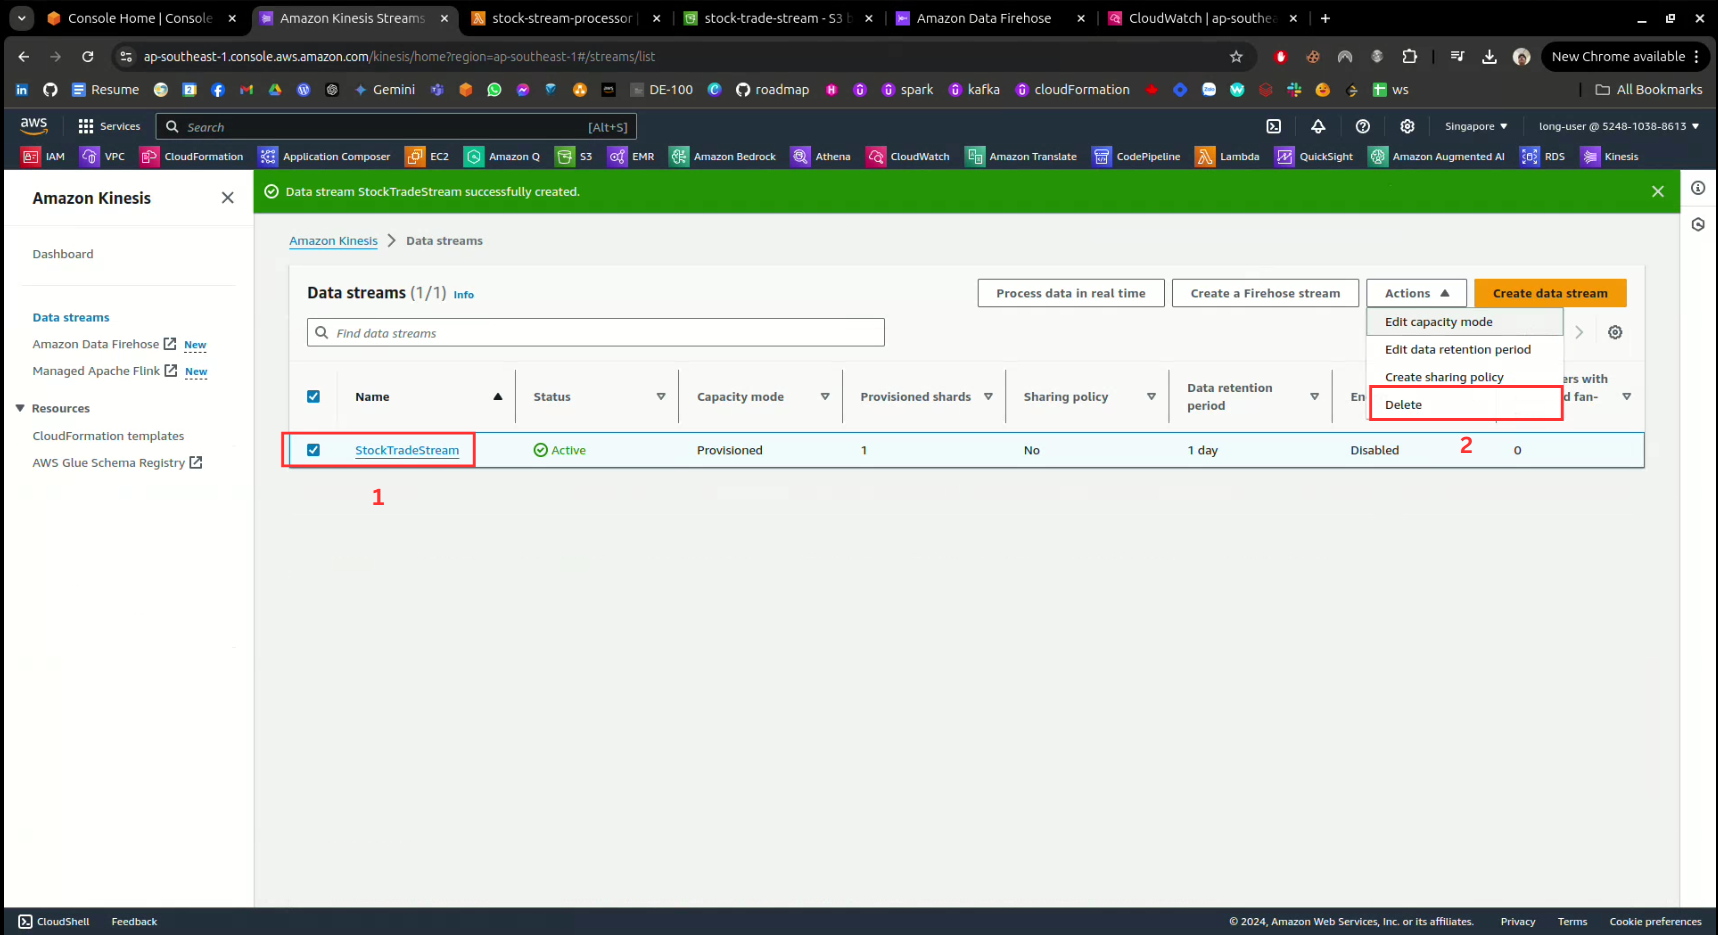 Console Home | Console
Amazon Kinesis Streams
stock-stream-processor
stock-trade-stream - S3 b
Amazon Data Firehose
CloudWatch | ap-southea
ap-southeast-1.console.aws.amazon.com/kinesis/home?region=ap-southeast-1#/streams/list
New Chrome available
Resume
Gemini
DE-100
roadmap
spark
kafka
cloudFormation
ws
All Bookmarks
aws
Services
Search
[Alt+S]
Singapore
long-user @ 5248-1038-8613
IAM
VPC
CloudFormation
Application Composer
EC2
Amazon Q
S3
EMR
Amazon Bedrock
Athena
CloudWatch
Amazon Translate
CodePipeline
Lambda
QuickSight
Amazon Augmented AI
RDS
Kinesis
Amazon Kinesis
Dashboard
Data streams
Amazon Data Firehose New
Managed Apache Flink New
Resources
CloudFormation templates
AWS Glue Schema Registry
Data stream StockTradeStream successfully created.
Amazon Kinesis > Data streams
Data streams (1/1) Info
Process data in real time
Create a Firehose stream
Actions
Create data stream
Find data streams
Edit capacity mode
Edit data retention period
Create sharing policy
Delete
Name
Status
Capacity mode
Provisioned shards
Sharing policy
Data retention
period
En
ers with
d fan-
StockTradeStream
Active
Provisioned
1
No
1 day
Disabled
0
1
2
CloudShell
Feedback
© 2024, Amazon Web Services, Inc. or its affiliates.
Privacy
Terms
Cookie preferences